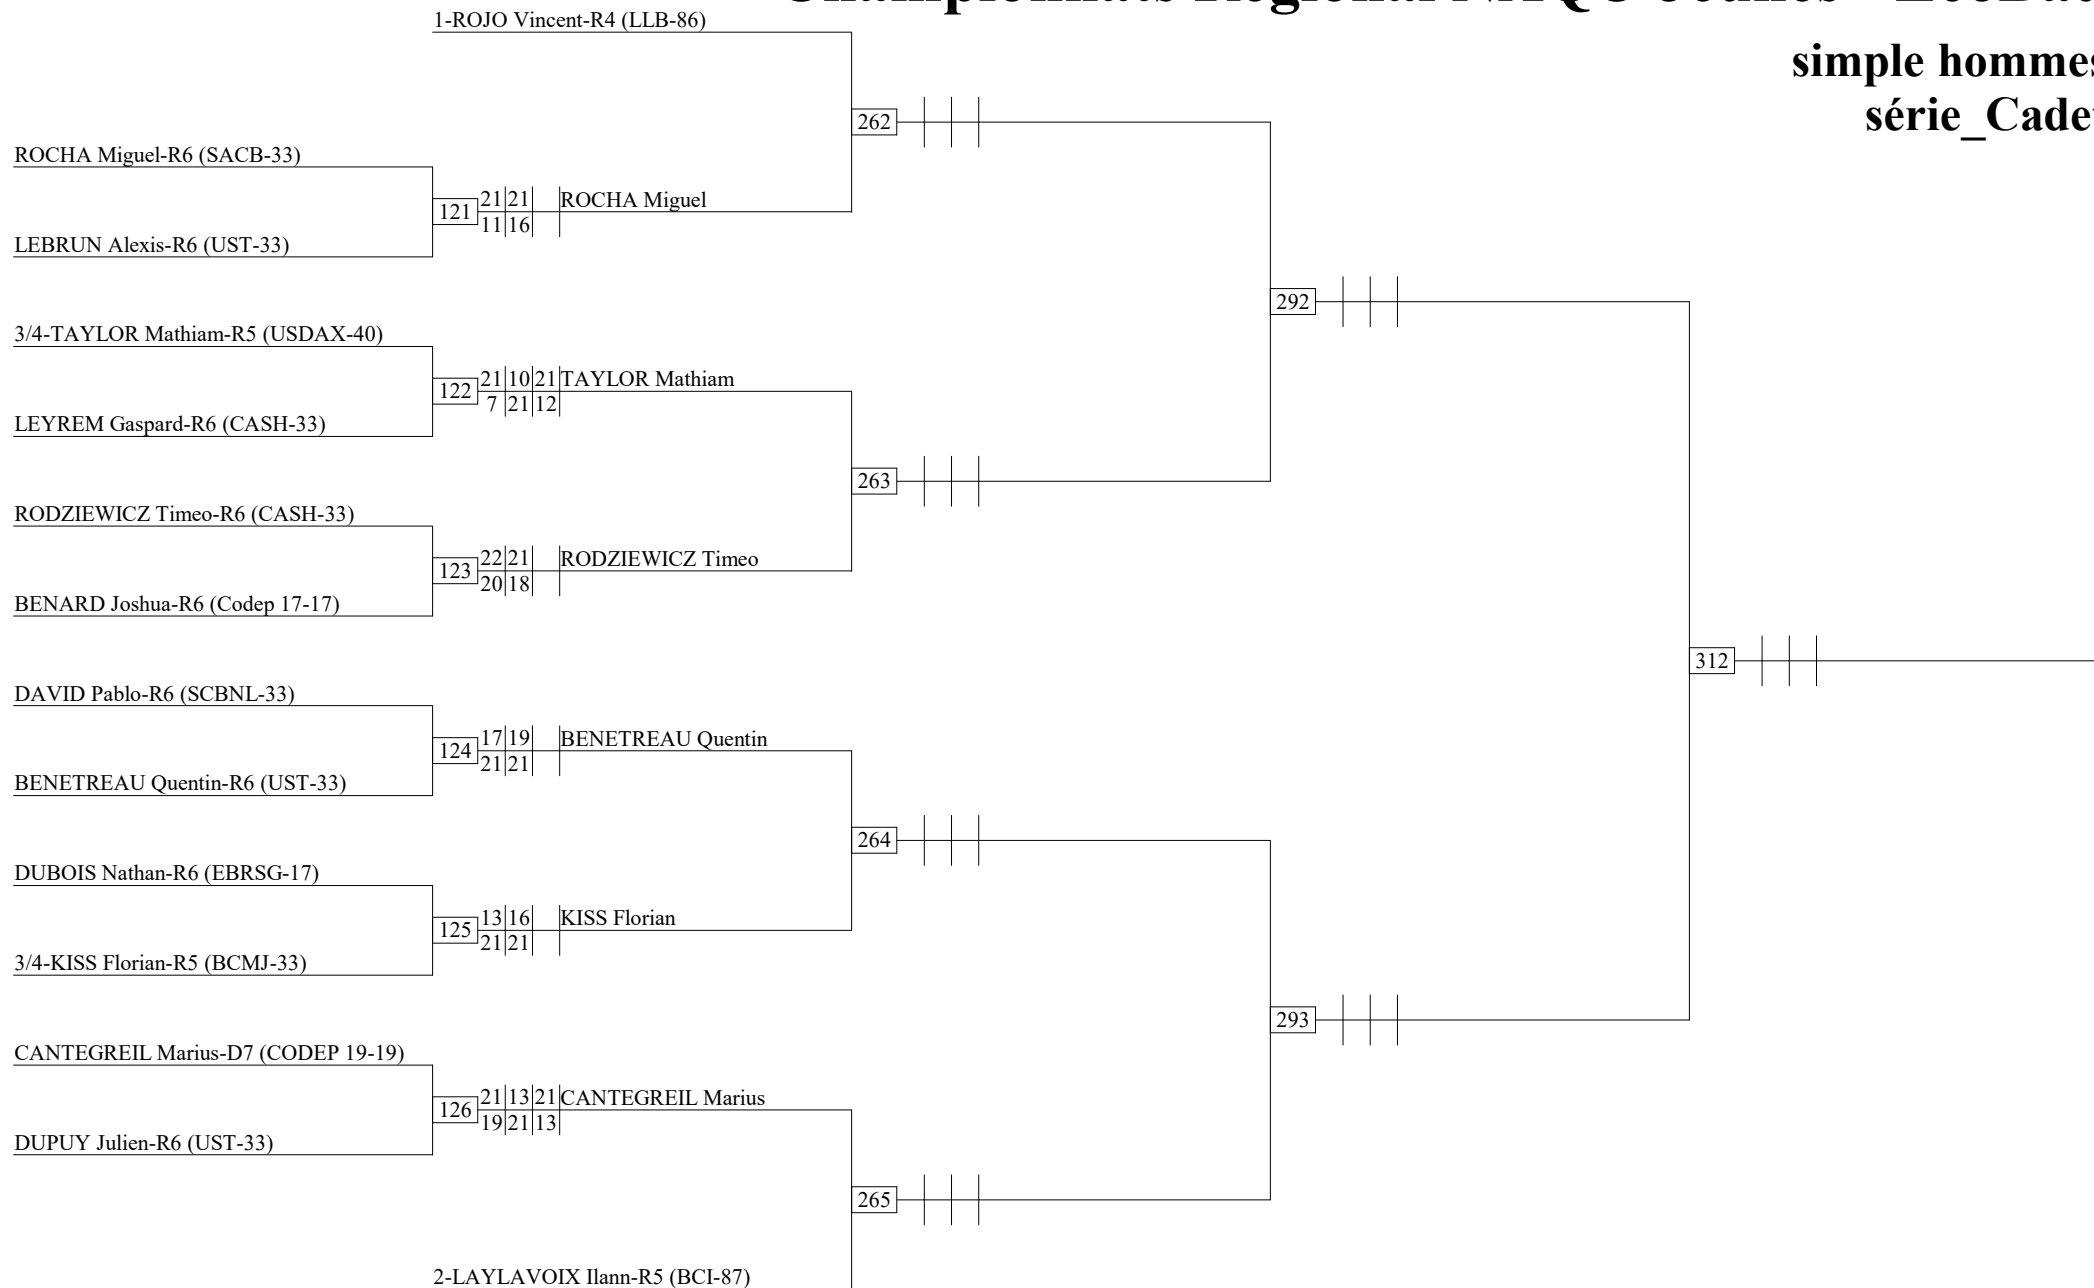 1-ROJO Vincent-R4 (LLB-86)
simple hommes
série_Cadet
262
ROCHA Miguel-R6 (SACB-33)
121 21 21 ROCHA Miguel
11 16
LEBRUN Alexis-R6 (UST-33)
292
3/4-TAYLOR Mathiam-R5 (USDAX-40)
122 21 10 21 TAYLOR Mathiam
7 21 12
LEYREM Gaspard-R6 (CASH-33)
263
RODZIEWICZ Timeo-R6 (CASH-33)
123 22 21 RODZIEWICZ Timeo
20 18
BENARD Joshua-R6 (Codep 17-17)
312
DAVID Pablo-R6 (SCBNL-33)
124 17 19 BENETREAU Quentin
21 21
BENETREAU Quentin-R6 (UST-33)
264
DUBOIS Nathan-R6 (EBRSG-17)
125 13 16 KISS Florian
21 21
3/4-KISS Florian-R5 (BCMJ-33)
293
CANTEGREIL Marius-D7 (CODEP 19-19)
126 21 13 21 CANTEGREIL Marius
19 21 13
DUPUY Julien-R6 (UST-33)
265
2-LAYLAVOIX Ilann-R5 (BCI-87)